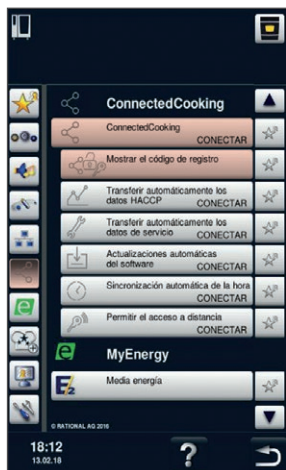 ConnectedCooking
ConnectedCooking
CONECTAR
Mostrar el código de registro
Transferir automáticamente los
datos HACCP
CONECTAR
Transferir automáticamente los
datos de servicio
CONECTAR
Actualizaciones automáticas
del software
CONECTAR
Sincronización automática de la hora
CONECTAR
Permitir el acceso a distancia
CONECTAR
MyEnergy
Media energía
© RATIONAL AG 2016
18:12
13.02.18
?